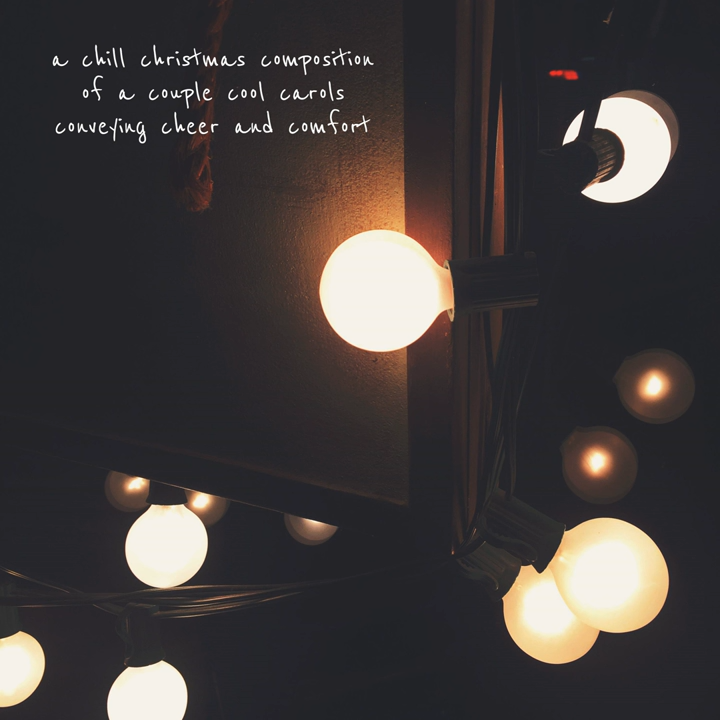 a chill christmas composition
of a couple cool carols
conveying cheer and comfort